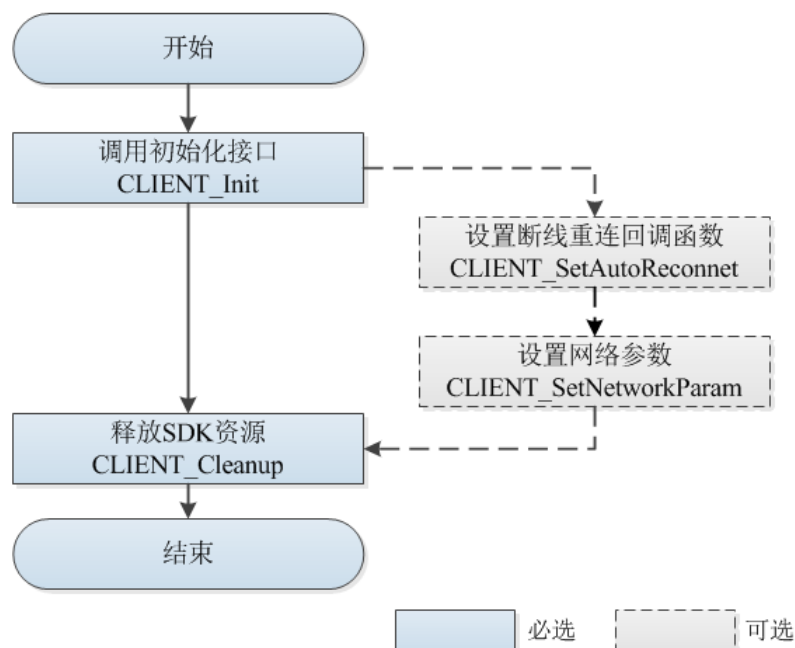 开始
调用初始化接口
CLIENT_Init
设置断线重连回调函数
CLIENT_SetAutoReconnet
设置网络参数
CLIENT_SetNetworkParam
释放SDK资源
CLIENT_Cleanup
结束
必选
可选